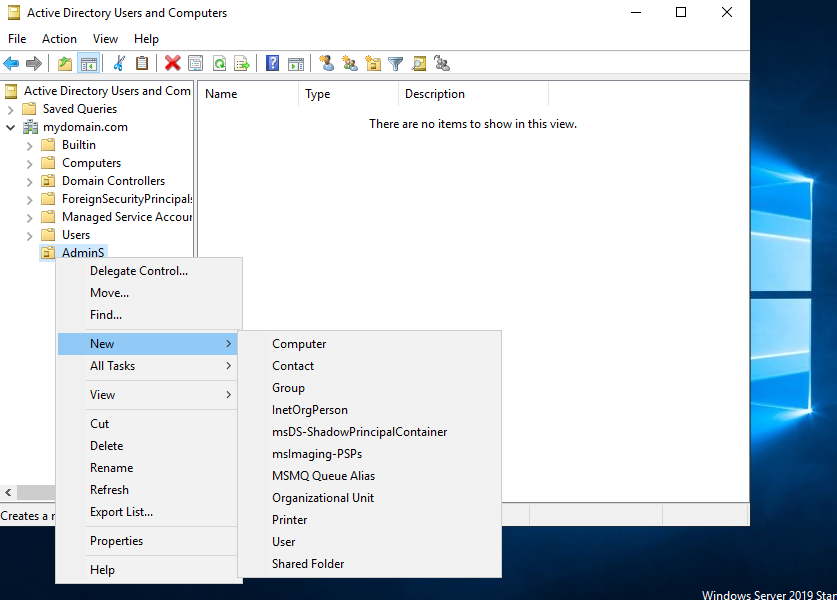 Active Directory Users and Computers
File Action View Help
Active Directory Users and Com
Saved Queries
mydomain.com
Builtin
Computers
Domain Controllers
ForeignSecurityPrincipals
Managed Service Accour
Users
AdminS
Name Type Description
There are no items to show in this view.
Delegate Control...
Move...
Find...
New
All Tasks
View
Cut
Delete
Rename
Refresh
Export List...
Properties
Help
Computer
Contact
Group
InetOrgPerson
msDS-ShadowPrincipalContainer
msImaging-PSPs
MSMQ Queue Alias
Organizational Unit
Printer
User
Shared Folder
Creates a
Windows Server 2019 Stan